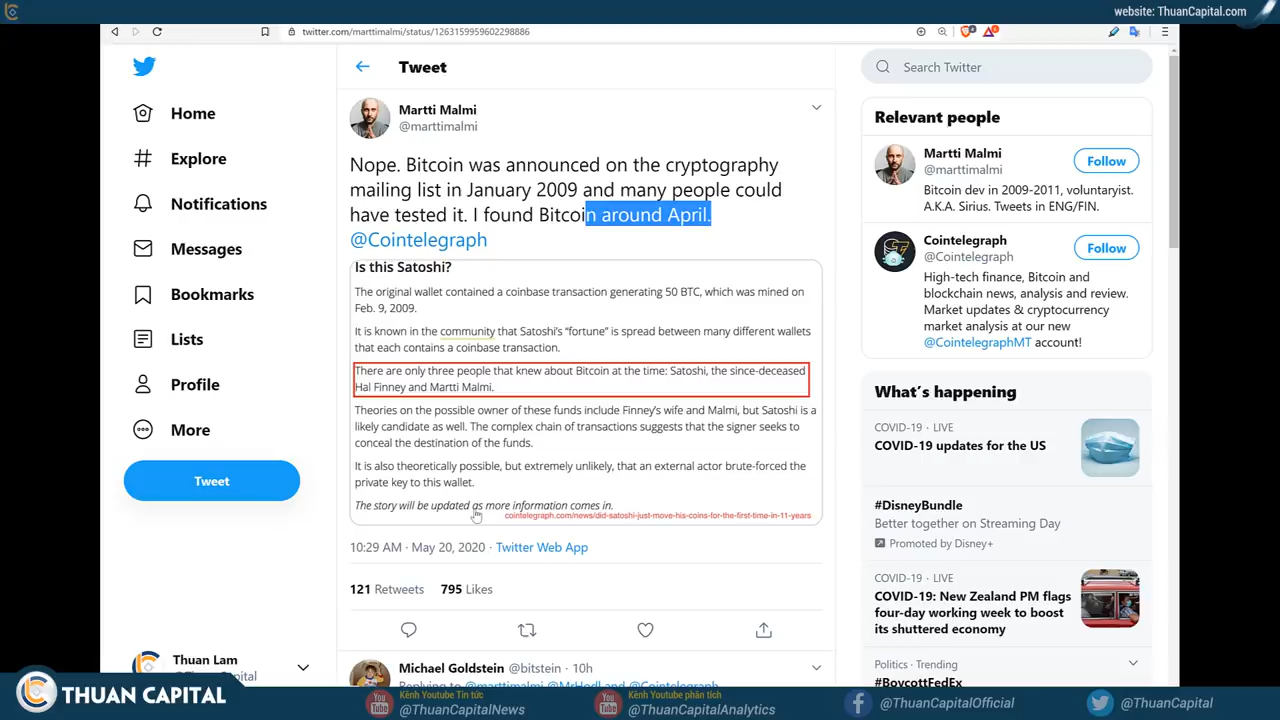 website: ThuanCapital.com
twitter.com/marttimalmi/status/1263159959602298886
Home
Explore
Notifications
Messages
Bookmarks
Lists
Profile
More
Tweet
Thuan Lam
Tweet
Martti Malmi
@marttimalmi
Nope. Bitcoin was announced on the cryptography
mailing list in January 2009 and many people could
have tested it. I found Bitcoin around April.
@Cointelegraph
Is this Satoshi?
The original wallet contained a coinbase transaction generating 50 BTC, which was mined on
Feb. 9, 2009.
It is known in the community that Satoshi's "fortune" is spread between many different wallets
that each contains a coinbase transaction.
There are only three people that knew about Bitcoin at the time: Satoshi, the since-deceased
Hal Finney and Martti Malmi.
Theories on the possible owner of these funds include Finney's wife and Malmi, but Satoshi is a
likely candidate as well. The complex chain of transactions suggests that the signer seeks to
conceal the destination of the funds.
It is also theoretically possible, but extremely unlikely, that an external actor brute-forced the
private key to this wallet.
The story will be updated as more information comes in.
cointelegraph.com/news/did-satoshi-just-move-his-coins-for-the-first-time-in-11-years
10:29 AM · May 20, 2020 · Twitter Web App
121 Retweets 795 Likes
Michael Goldstein @bitstein · 10h
Replying to @marttimalmi @MrHodl and @Cointelegraph
Search Twitter
Relevant people
Martti Malmi
@marttimalmi
Follow
Bitcoin dev in 2009-2011, voluntaryist.
A.K.A. Sirius. Tweets in ENG/FIN.
Cointelegraph
@Cointelegraph
Follow
High-tech finance, Bitcoin and
blockchain news, analysis and review.
Market updates & cryptocurrency
market analysis at our new
@CointelegraphMT account!
What's happening
COVID-19 · LIVE
COVID-19 updates for the US
#DisneyBundle
Better together on Streaming Day
Promoted by Disney+
COVID-19 · LIVE
COVID-19: New Zealand PM flags
four-day working week to boost
its shuttered economy
Politics · Trending
#BoycottFedEx
THUAN CAPITAL
Kênh Youtube Tin tức
@ThuanCapitalNews
Kênh Youtube phân tích
@ThuanCapitalAnalytics
@ThuanCapitalOfficial
@ThuanCapital